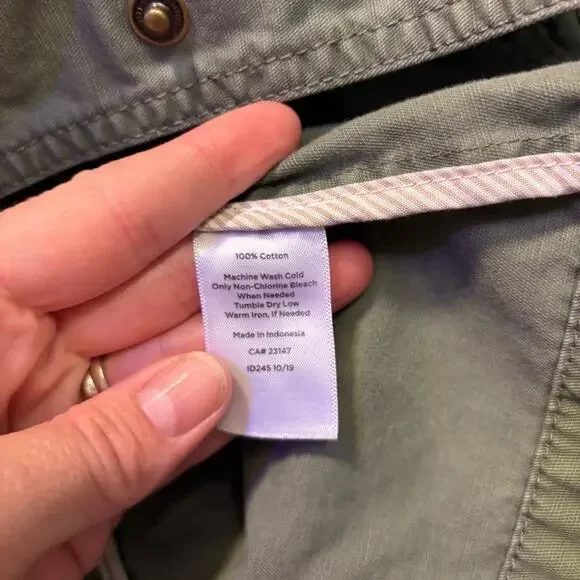 100% Cotton
Machine Wash Cold
Only Non-Chlorine Bleach
When Needed
Tumble Dry Low
Warm Iron, If Needed
Made in Indonesia
CA# 23147
ID245 10/19